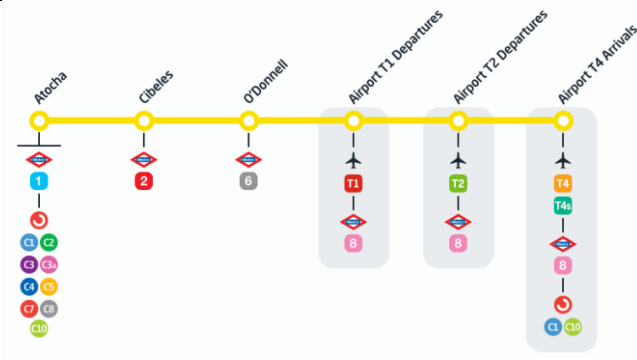 Atocha
Cibeles
O'Donnell
Airport T1 Departures
Airport T2 Departures
Airport T4 Arrivals
1
C1 C2
C3 C3a
C4 C5
C7 C8
C10
2
6
T1
8
T2
8
T4
T4s
8
C1 C10